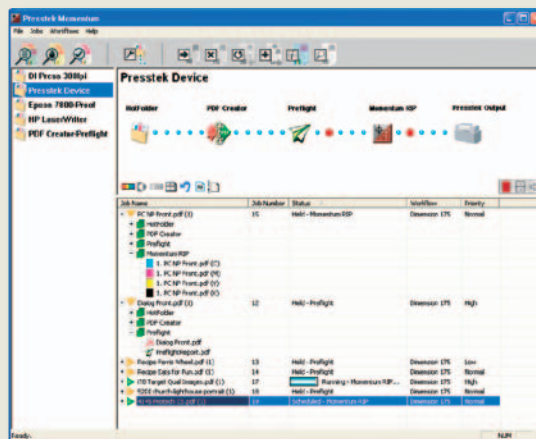 Presstek Momentum
File Jobs Workflows Help
DI Press 300dpi
Presstek Device
Epson 7800-Proof
HP LaserWriter
PDF Creator-Preflight
Presstek Device
HotFolder PDF Creator Preflight Momentum RIP Presstek Output
Job Name Job Number Status Workflow Priority
PC NP Front.pdf (1) 15 Held - Momentum RIP Dimension 175 Normal
HotFolder
PDF Creator
Preflight
Momentum RIP
1. PC NP Front.pdf (C)
1. PC NP Front.pdf (M)
1. PC NP Front.pdf (Y)
1. PC NP Front.pdf (K)
Dialog Front.pdf (1) 12 Held - Preflight Dimension 175 High
HotFolder
PDF Creator
Preflight
Dialog Front.pdf
PreflightReport.pdf
Recipe Ferris Wheel.pdf (1) 13 Held - Preflight Dimension 175 Low
Recipe Eats for Fun.pdf (1) 14 Held - Preflight Dimension 175 Normal
Target Qual Images.pdf (1) 17 Running - Momentum RIP... Dimension 175 High
(1) 18 Held - Preflight Dimension 175 Normal
(1) 19 Scheduled - Momentum RIP Dimension 175 Normal
Ready. NUM